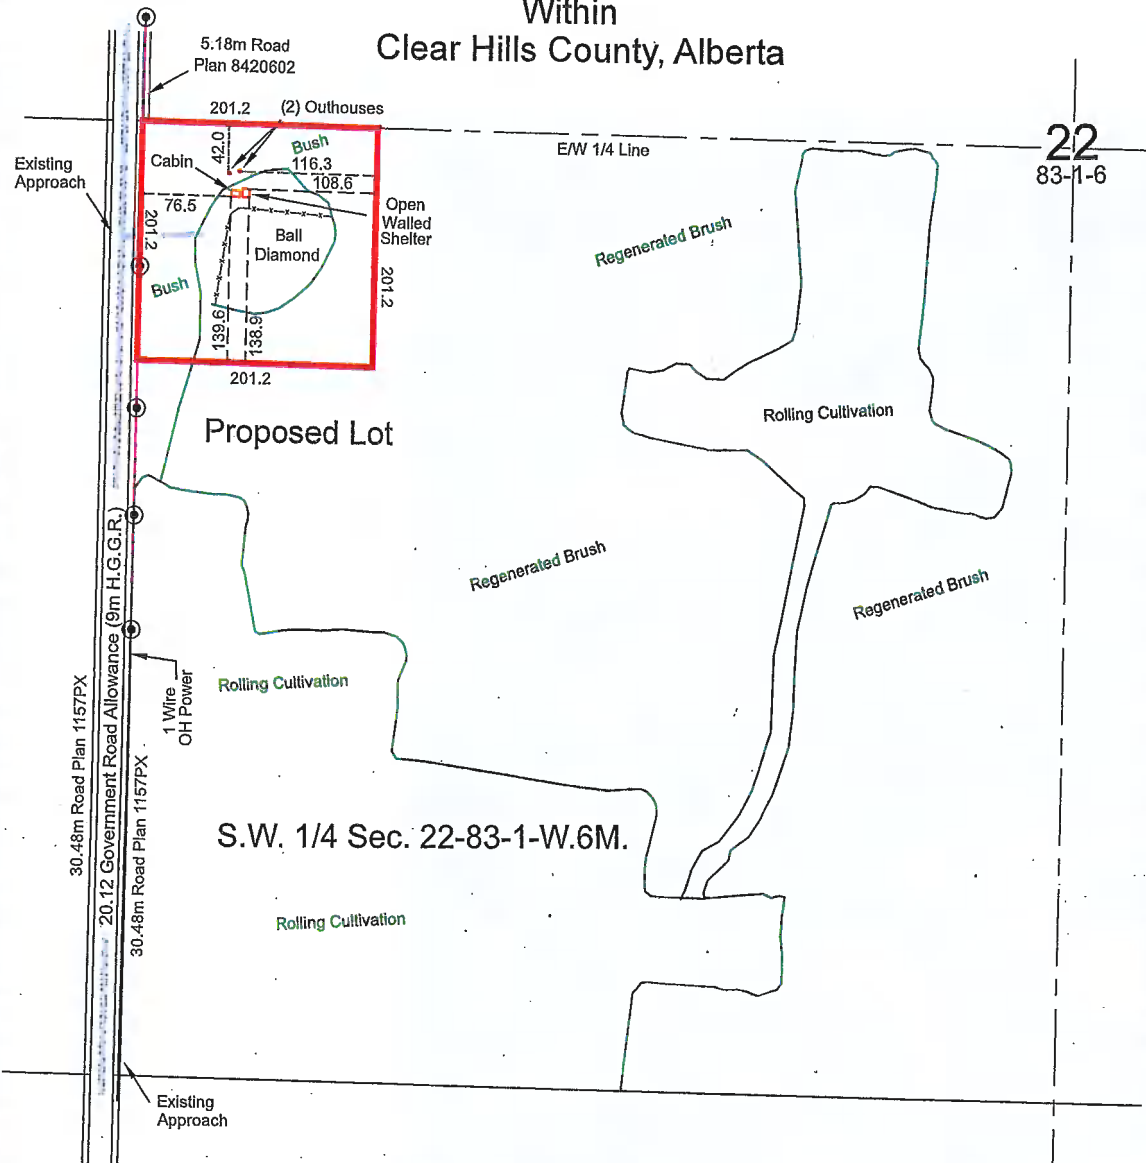 Within
Clear Hills County, Alberta
5.18m Road
Plan 8420602
201.2
(2) Outhouses
22
83-1-6
E/W 1/4 Line
42.0
Bush
116.3
Cabin
108.6
Existing
Approach
76.5
Open
Walled
Shelter
201.2
Ball
Diamond
Regenerated Brush
Bush
201.2
139.6
138.9
201.2
Proposed Lot
Rolling Cultivation
Regenerated Brush
Regenerated Brush
Rolling Cultivation
1 Wire
OH Power
30.48m Road Plan 1157PX
20.12 Government Road Allowance (9m H.G.G.R.)
30.48m Road Plan 1157PX
S.W. 1/4 Sec. 22-83-1-W.6M.
Rolling Cultivation
Existing
Approach